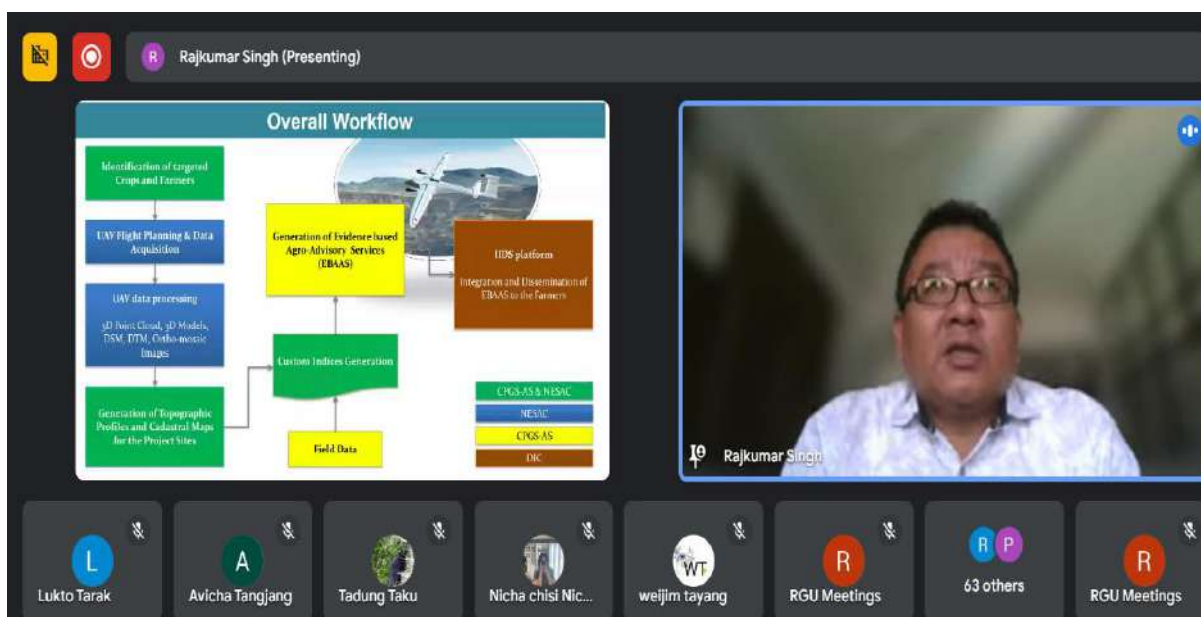 Rajkumar Singh (Presenting)
Overall Workflow
Identification of targeted
Crops and Farmers
UAV Flight Planning & Data
Acquisition
UAV data processing
3D Point Cloud, 3D Models,
DSM, DTM, Ortho-mosaic
Images
Generation of Topographic
Profiles and Cadastral Maps
for the Project Sites
Generation of Evidence based
Agro-Advisory Services
(EBAAS)
Custom Indices Generation
Field Data
platform
Integration and Dissemination of
EBAAS to the Farmers
CPGS-AS & NESAC
NESAC
CPGS-AS
DIC
Rajkumar Singh
L
Lukto Tarak
A
Avicha Tangjang
Tadung Taku
Nicha chisi Nic...
WT
weijim tayang
R
RGU Meetings
R P
63 others
R
RGU Meetings